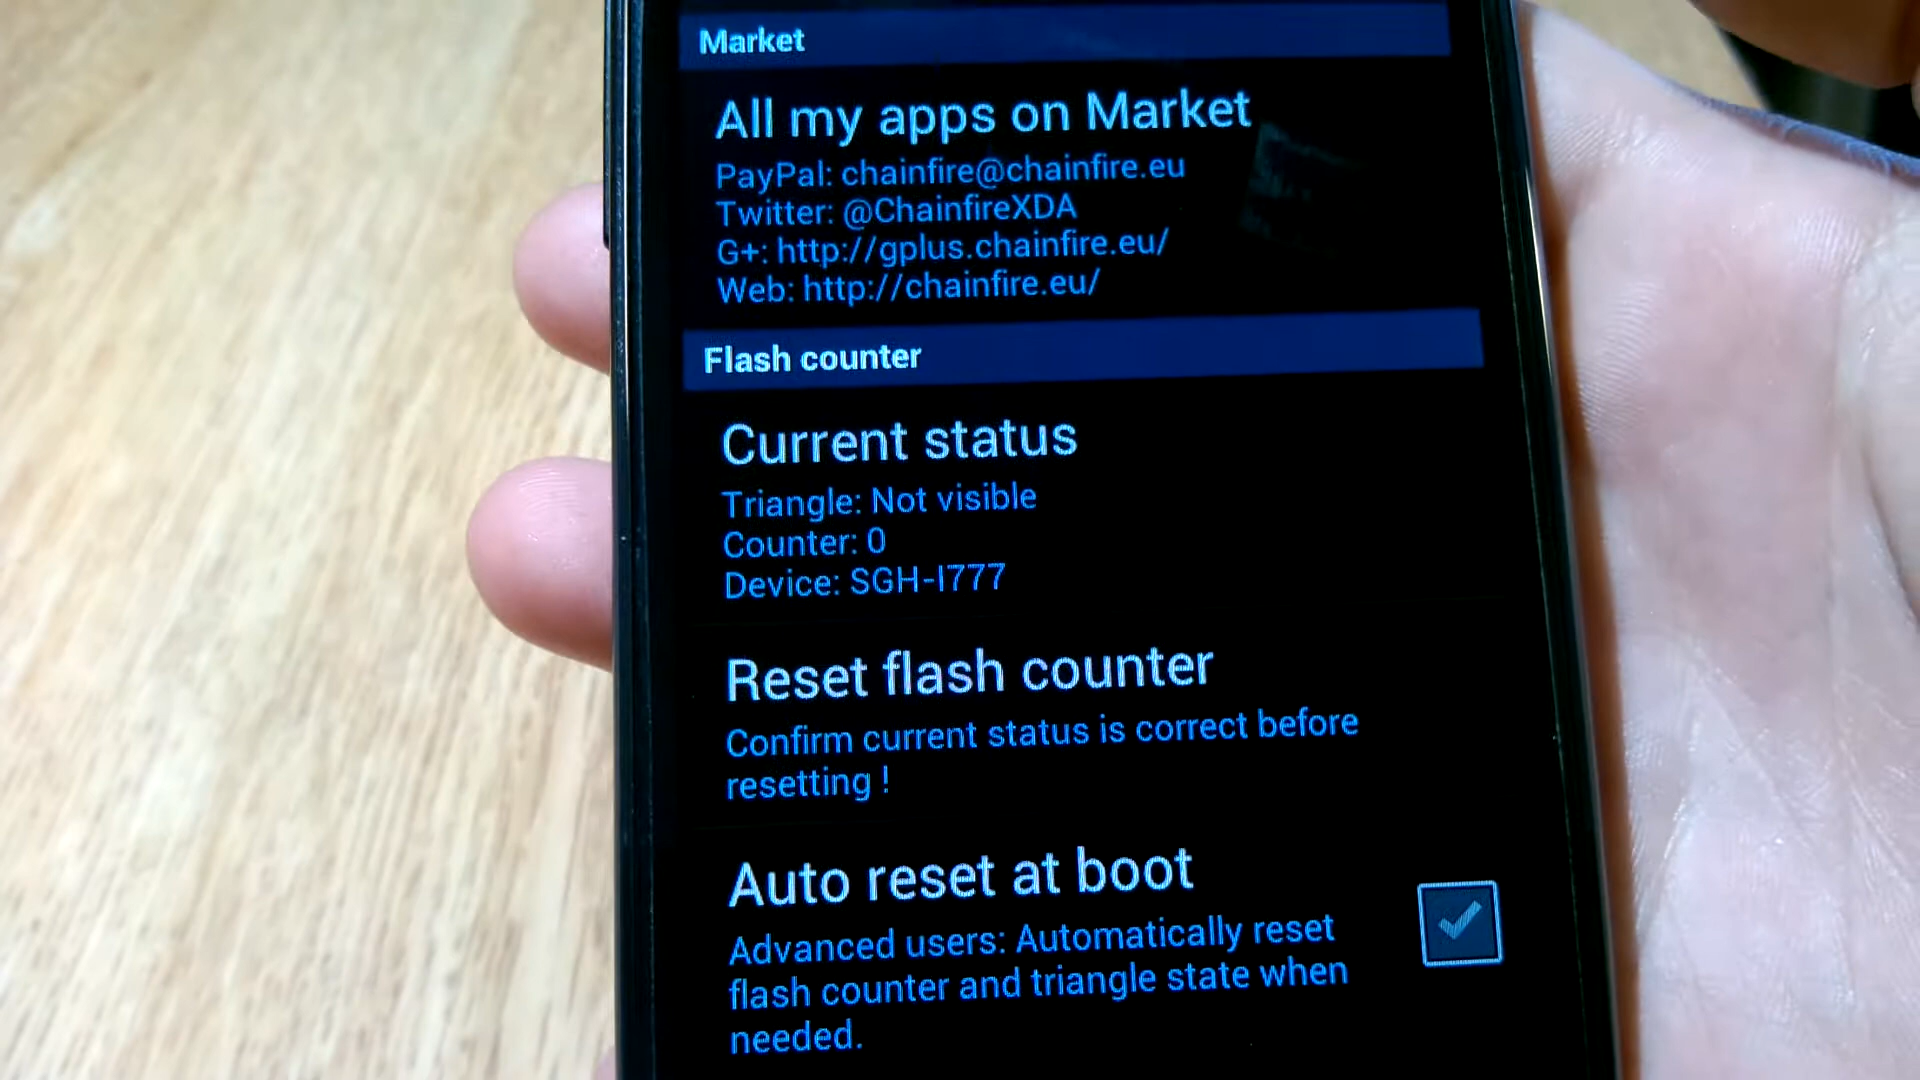 Market
All my apps on Market
PayPal: chainfire@chainfire.eu
Twitter: @ChainfireXDA
G+: http://gplus.chainfire.eu/
Web: http://chainfire.eu/
Flash counter
Current status
Triangle: Not visible
Counter: 0
Device: SGH-I777
Reset flash counter
Confirm current status is correct before
resetting !
Auto reset at boot
Advanced users: Automatically reset
flash counter and triangle state when
needed.